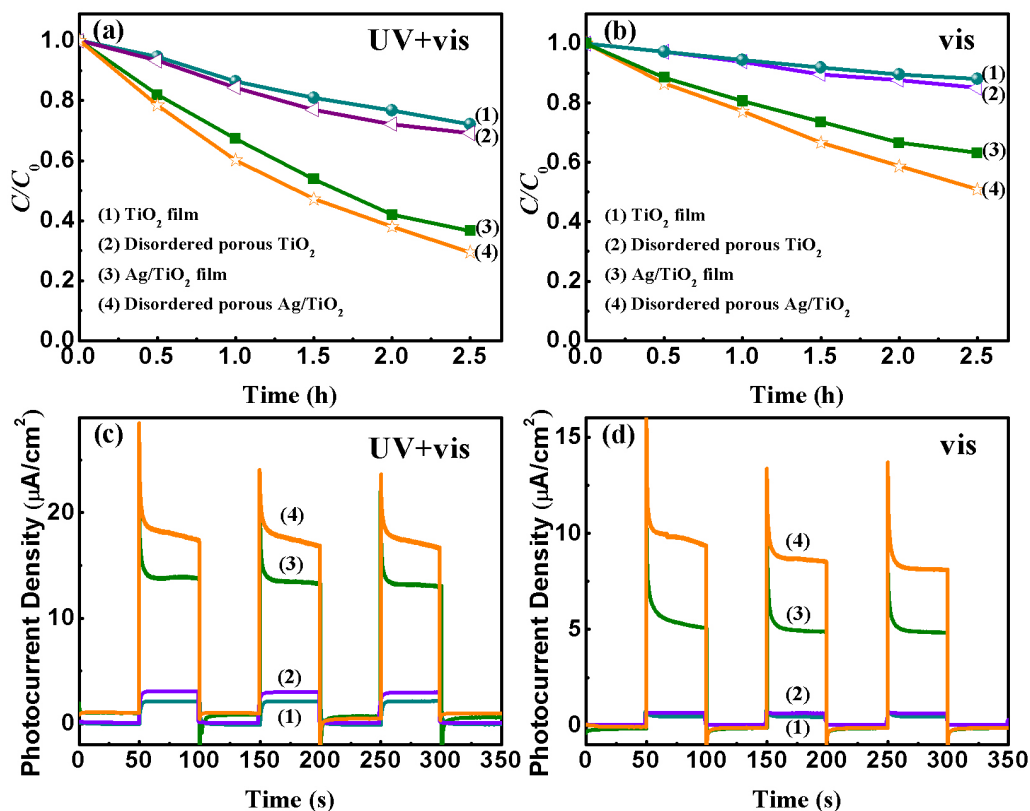 (a) UV+vis
C/C₀
1.0
0.8
0.6
0.4
0.2
0.0
(1)
(2)
(3)
(4)
(1) TiO₂ film
(2) Disordered porous TiO₂
(3) Ag/TiO₂ film
(4) Disordered porous Ag/TiO₂
0.0 0.5 1.0 1.5 2.0 2.5
Time (h)
(b) vis
C/C₀
1.0
0.8
0.6
0.4
0.2
0.0
(1)
(2)
(3)
(4)
(1) TiO₂ film
(2) Disordered porous TiO₂
(3) Ag/TiO₂ film
(4) Disordered porous Ag/TiO₂
0.0 0.5 1.0 1.5 2.0 2.5
Time (h)
(c) UV+vis
Photocurrent Density (μA/cm²)
20
10
0
(4)
(3)
(2)
(1)
0 50 100 150 200 250 300 350
Time (s)
(d) vis
Photocurrent Density (μA/cm²)
15
10
5
0
(4)
(3)
(2)
(1)
0 50 100 150 200 250 300 350
Time (s)